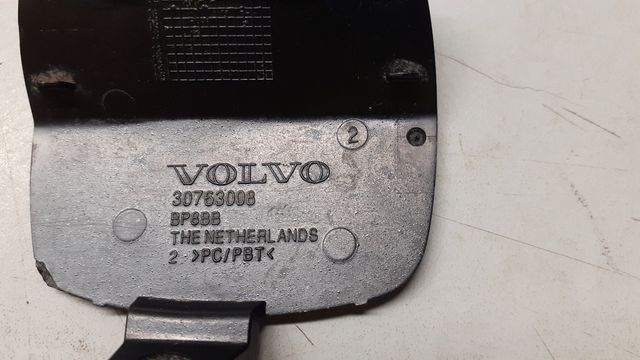 2
VOLVO
30763008
BP8BB
THE NETHERLANDS
2 >PC/PBT<